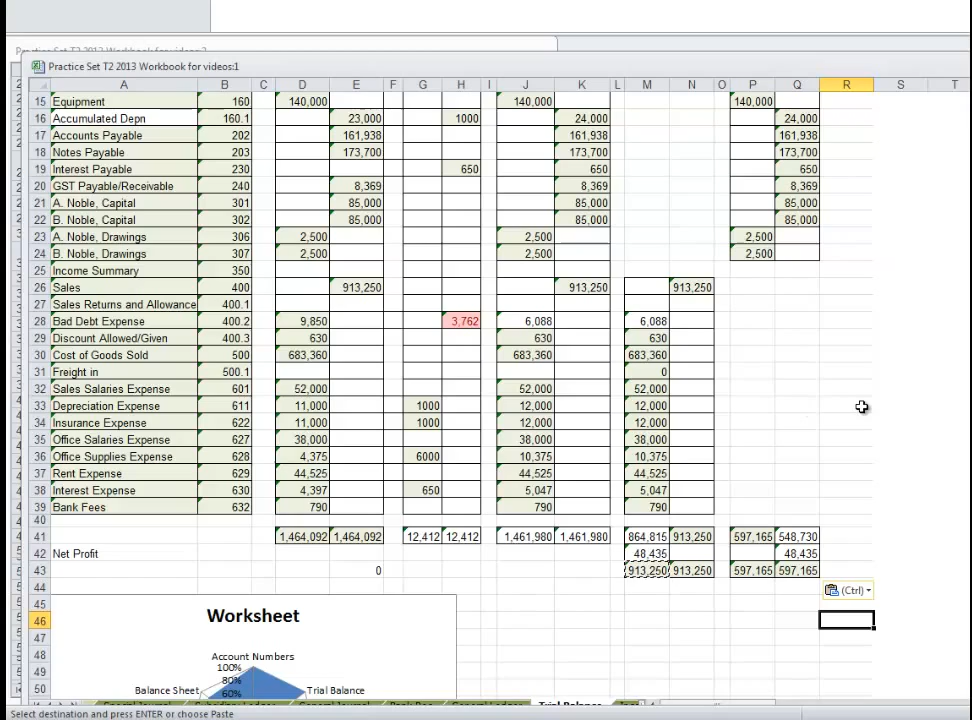 Practice Set T2 2013 Workbook for videos:2
Practice Set T2 2013 Workbook for videos:1
A B C D E F G H I J K L M N O P Q R S T
15 Equipment 160 140,000 140,000 140,000
16 Accumulated Depn 160.1 23,000 1000 24,000 24,000
17 Accounts Payable 202 161,938 161,938 161,938
18 Notes Payable 203 173,700 173,700 173,700
19 Interest Payable 230 650 650 650
20 GST Payable/Receivable 240 8,369 8,369 8,369
21 A. Noble, Capital 301 85,000 85,000 85,000
22 B. Noble, Capital 302 85,000 85,000 85,000
23 A. Noble, Drawings 306 2,500 2,500 2,500
24 B. Noble, Drawings 307 2,500 2,500 2,500
25 Income Summary 350
26 Sales 400 913,250 913,250 913,250
27 Sales Returns and Allowance 400.1
28 Bad Debt Expense 400.2 9,850 3,762 6,088 6,088
29 Discount Allowed/Given 400.3 630 630 630
30 Cost of Goods Sold 500 683,360 683,360 683,360
31 Freight in 500.1 0
32 Sales Salaries Expense 601 52,000 52,000 52,000
33 Depreciation Expense 611 11,000 1000 12,000 12,000
34 Insurance Expense 622 11,000 1000 12,000 12,000
35 Office Salaries Expense 627 38,000 38,000 38,000
36 Office Supplies Expense 628 4,375 6000 10,375 10,375
37 Rent Expense 629 44,525 44,525 44,525
38 Interest Expense 630 4,397 650 5,047 5,047
39 Bank Fees 632 790 790 790
40
41 1,464,092 1,464,092 12,412 12,412 1,461,980 1,461,980 864,815 913,250 597,165 548,730
42 Net Profit 48,435 48,435
43 0 913,250 913,250 597,165 597,165
44
(Ctrl)
45
46
Worksheet
47
48
Account Numbers
100%
49
80%
50
Balance Sheet
60%
Trial Balance
Trial Balance
Select destination and press ENTER or choose Paste